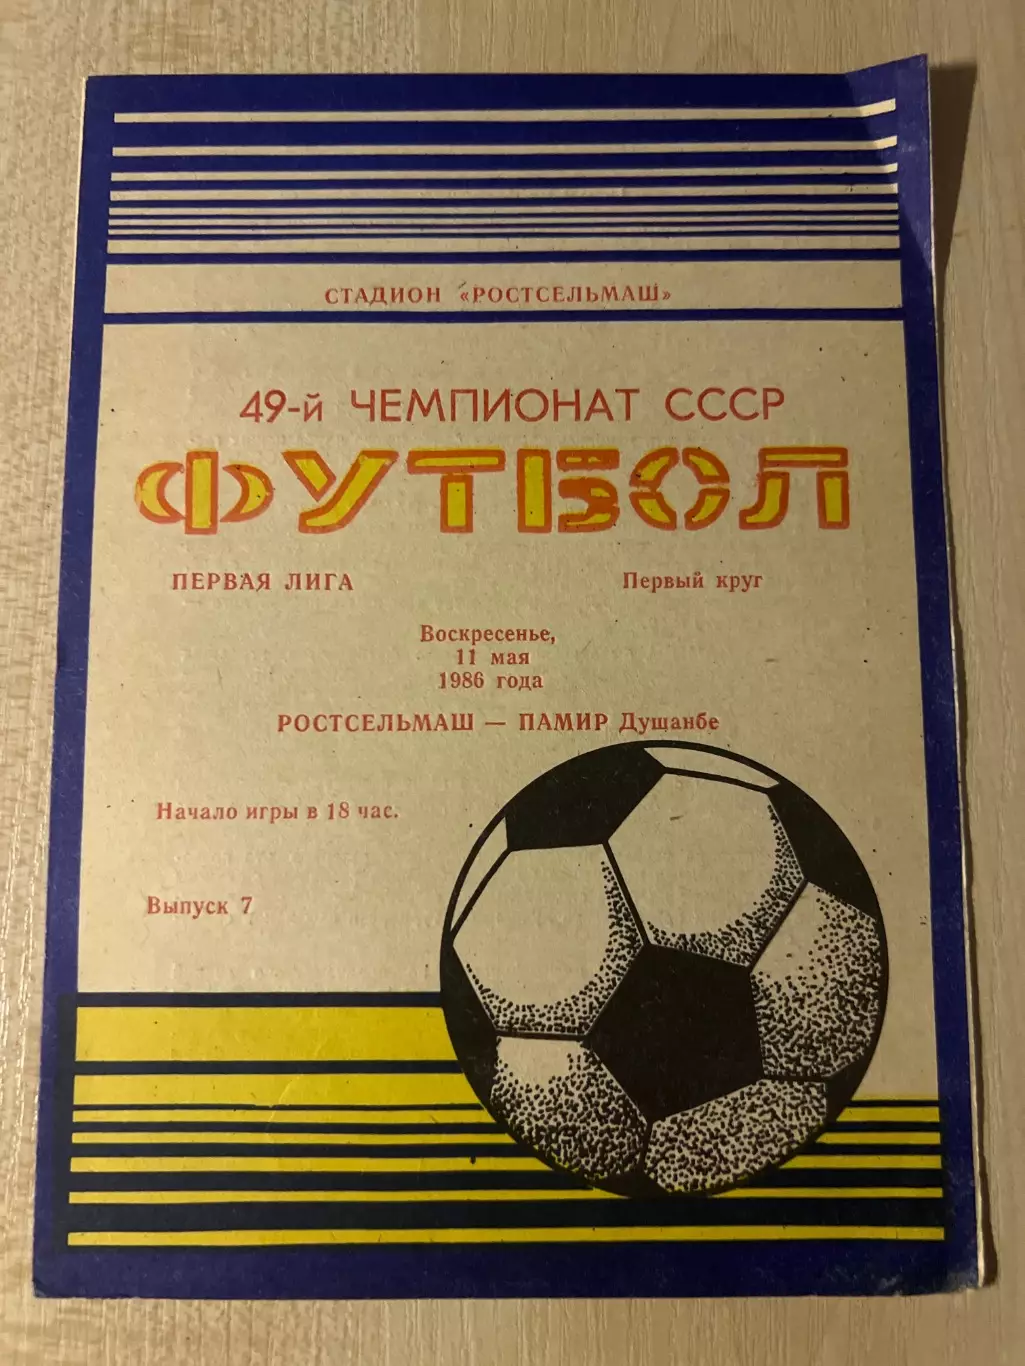 СТАДИОН «РОСТСЕЛЬМАШ»
49-й ЧЕМПИОНАТ СССР
ФУТБОЛ
ПЕРВАЯ ЛИГА Первый круг
Воскресенье,
11 мая
1986 года
РОСТСЕЛЬМАШ — ПАМИР Душанбе
Начало игры в 18 час.
Выпуск 7